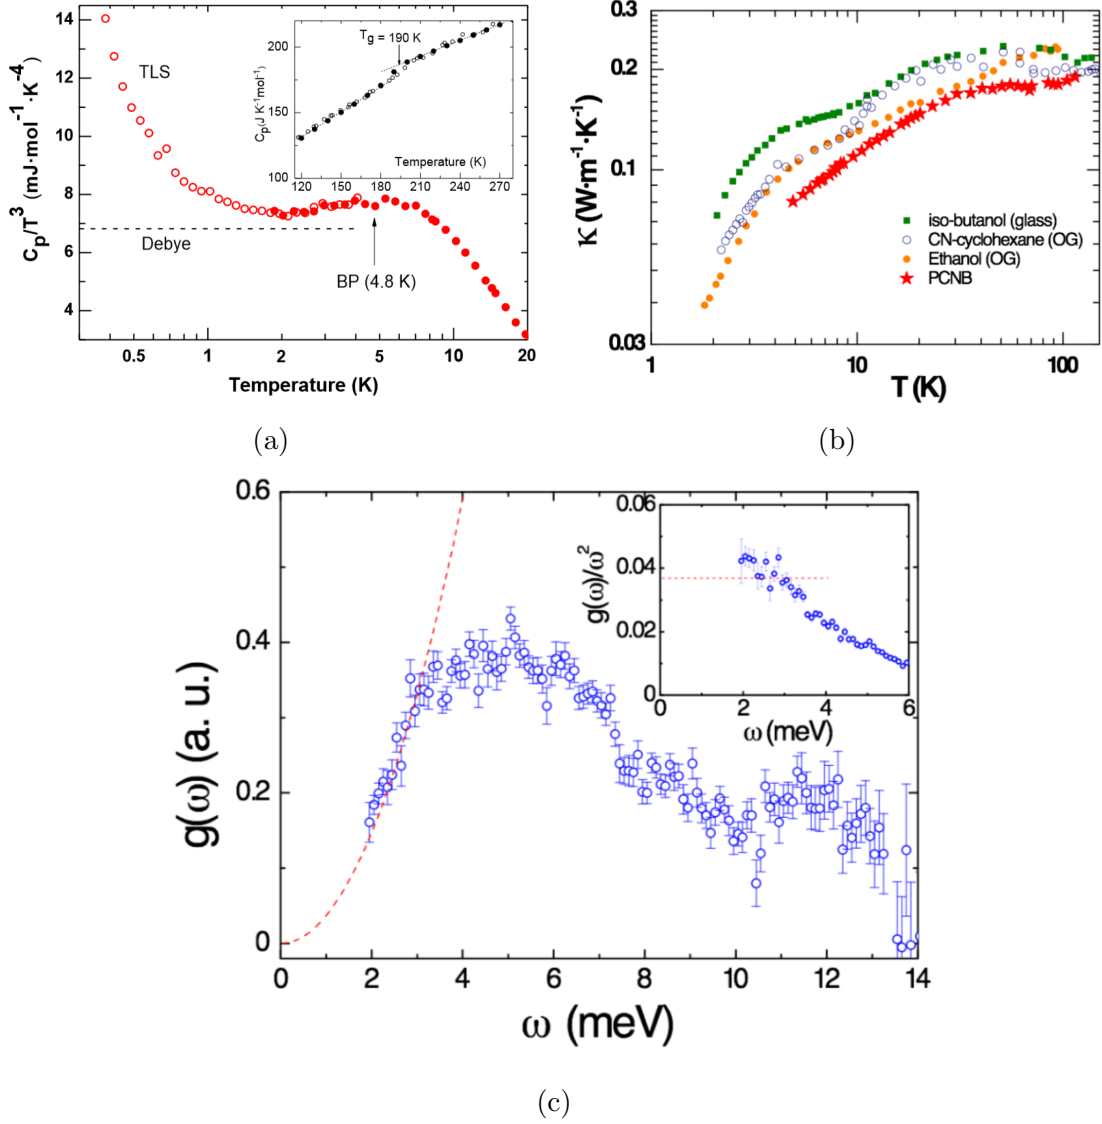 14
12
10
8
6
4
C_p/T^3 (mJ·mol^-1·K^-4)
TLS
Debye
BP (4.8 K)
0.5
1
2
5
10
20
Temperature (K)
200
150
100
C_p(J K^-1mol^-1)
T_g = 190 K
Temperature (K)
120 150 180 210 240 270
(a)
0.3
0.2
0.1
0.03
K (W·m^-1·K^-1)
iso-butanol (glass)
CN-cyclohexane (OG)
Ethanol (OG)
PCNB
1
10
100
T (K)
(b)
0.6
0.4
0.2
0
g(ω) (a. u.)
0.06
0.04
0.02
0
g(ω)/ω^2
0 2 4 6
ω (meV)
0 2 4 6 8 10 12 14
ω (meV)
(c)